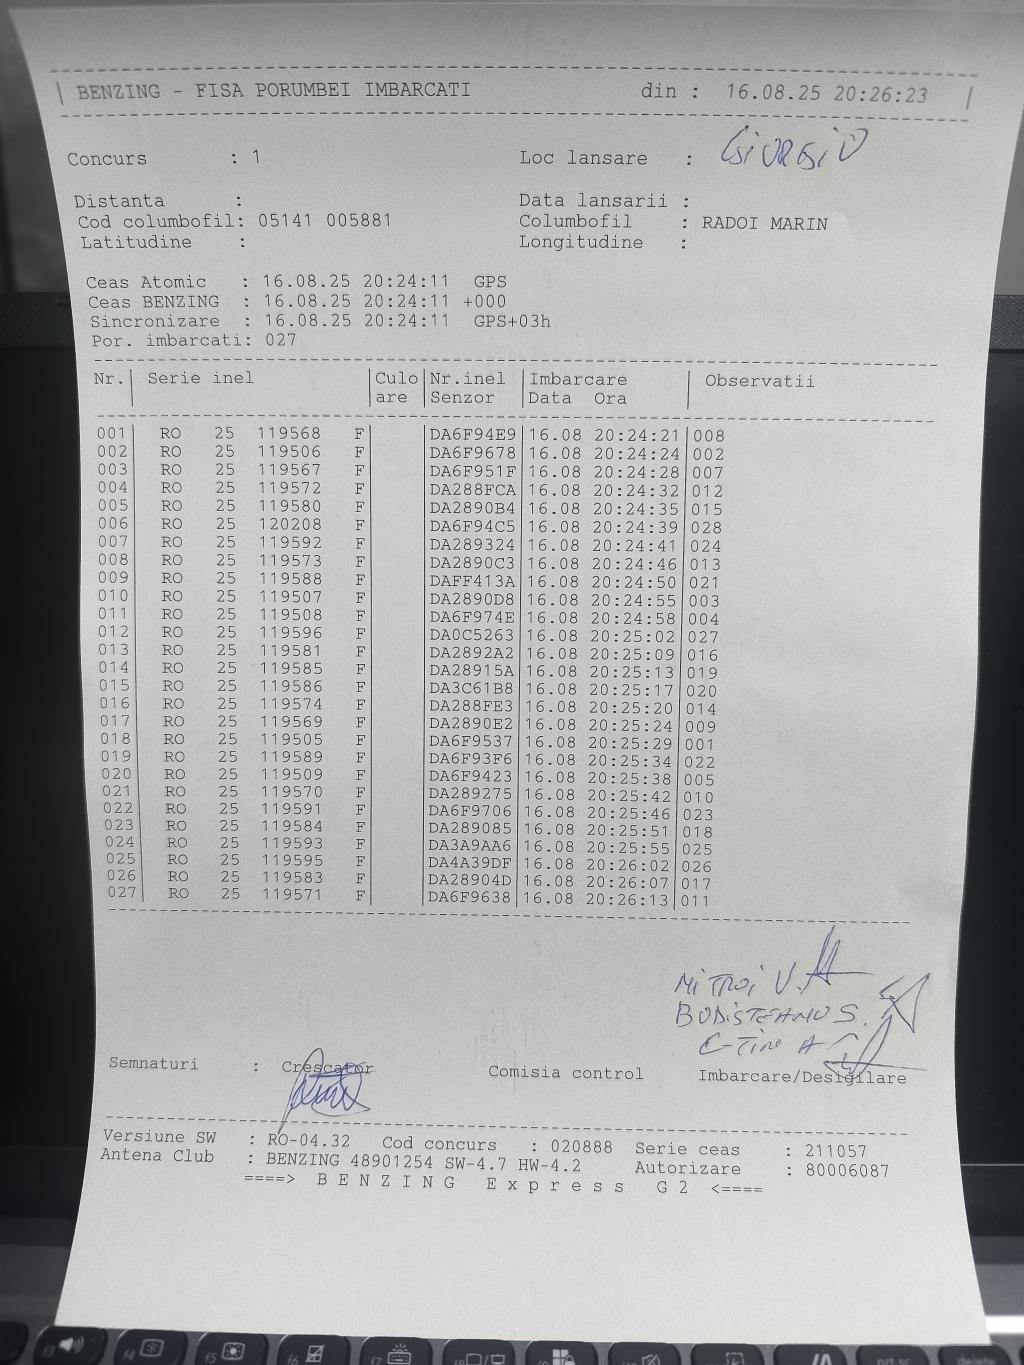 BENZING - FISA PORUMBEI IMBARCATI din : 16.08.25 20:26:23
Concurs : 1 Loc lansare : GIURGIU
Distanta : Data lansarii :
Cod columbofil: 05141 005881 Columbofil : RADOI MARIN
Latitudine : Longitudine :
Ceas Atomic : 16.08.25 20:24:11 GPS
Ceas BENZING : 16.08.25 20:24:11 +000
Sincronizare : 16.08.25 20:24:11 GPS+03h
Por. imbarcati: 027
Nr. Serie inel Culo Nr.inel Imbarcare Observatii
are Senzor Data Ora
001 RO 25 119568 F DA6F94E9 16.08 20:24:21 008
002 RO 25 119506 F DA6F9678 16.08 20:24:24 002
003 RO 25 119567 F DA6F951F 16.08 20:24:28 007
004 RO 25 119572 F DA288FCA 16.08 20:24:32 012
005 RO 25 119580 F DA2890B4 16.08 20:24:35 015
006 RO 25 120208 F DA6F94C5 16.08 20:24:39 028
007 RO 25 119592 F DA289324 16.08 20:24:41 024
008 RO 25 119573 F DA2890C3 16.08 20:24:46 013
009 RO 25 119588 F DAFF413A 16.08 20:24:50 021
010 RO 25 119507 F DA2890D8 16.08 20:24:55 003
011 RO 25 119508 F DA6F974E 16.08 20:24:58 004
012 RO 25 119596 F DA0C5263 16.08 20:25:02 027
013 RO 25 119581 F DA2892A2 16.08 20:25:09 016
014 RO 25 119585 F DA28915A 16.08 20:25:13 019
015 RO 25 119586 F DA3C61B8 16.08 20:25:17 020
016 RO 25 119574 F DA288FE3 16.08 20:25:20 014
017 RO 25 119569 F DA2890E2 16.08 20:25:24 009
018 RO 25 119505 F DA6F9537 16.08 20:25:29 001
019 RO 25 119589 F DA6F93F6 16.08 20:25:34 022
020 RO 25 119509 F DA6F9423 16.08 20:25:38 005
021 RO 25 119570 F DA289275 16.08 20:25:42 010
022 RO 25 119591 F DA6F9706 16.08 20:25:46 023
023 RO 25 119584 F DA289085 16.08 20:25:51 018
024 RO 25 119593 F DA3A9AA6 16.08 20:25:55 025
025 RO 25 119595 F DA4A39DF 16.08 20:26:02 026
026 RO 25 119583 F DA28904D 16.08 20:26:07 017
027 RO 25 119571 F DA6F9638 16.08 20:26:13 011
MITROI V.
BUDISTEANU S.
C-TIN A
Semnaturi : Crescator Comisia control Imbarcare/Desigilare
Versiune SW : RO-04.32 Cod concurs : 020888 Serie ceas : 211057
Antena Club : BENZING 48901254 SW-4.7 HW-4.2 Autorizare : 80006087
====> B E N Z I N G E x p r e s s G 2 <====